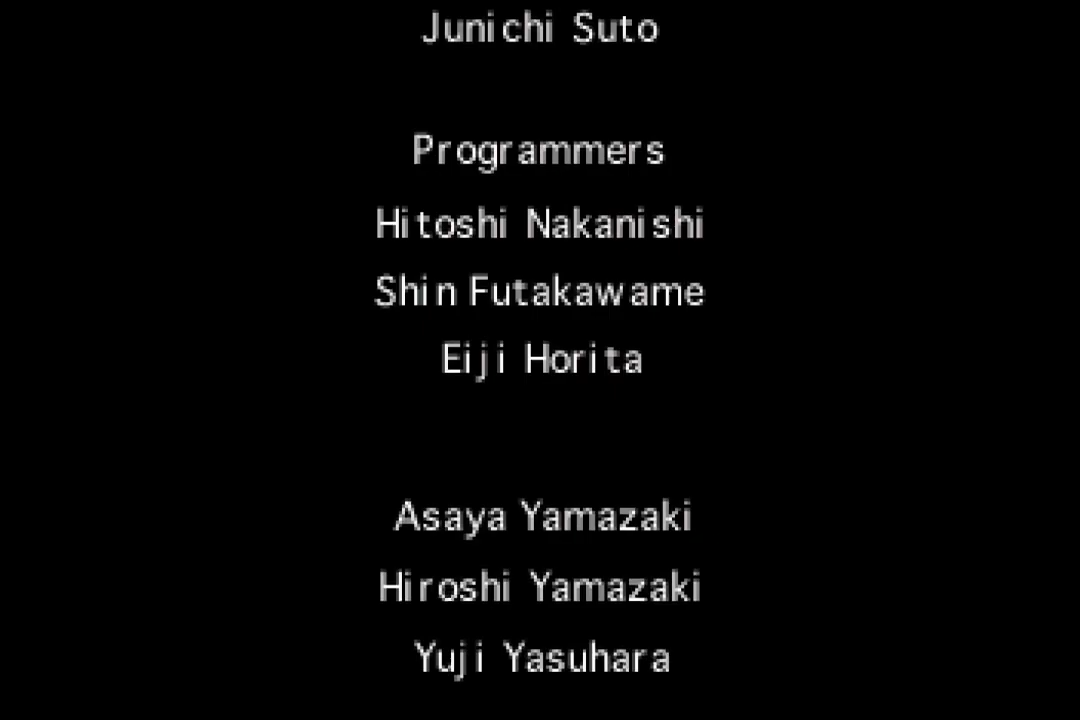 Junichi Suto
Programmers
Hitoshi Nakanishi
Shin Futakawame
Eiji Horita
Asaya Yamazaki
Hiroshi Yamazaki
Yuji Yasuhara